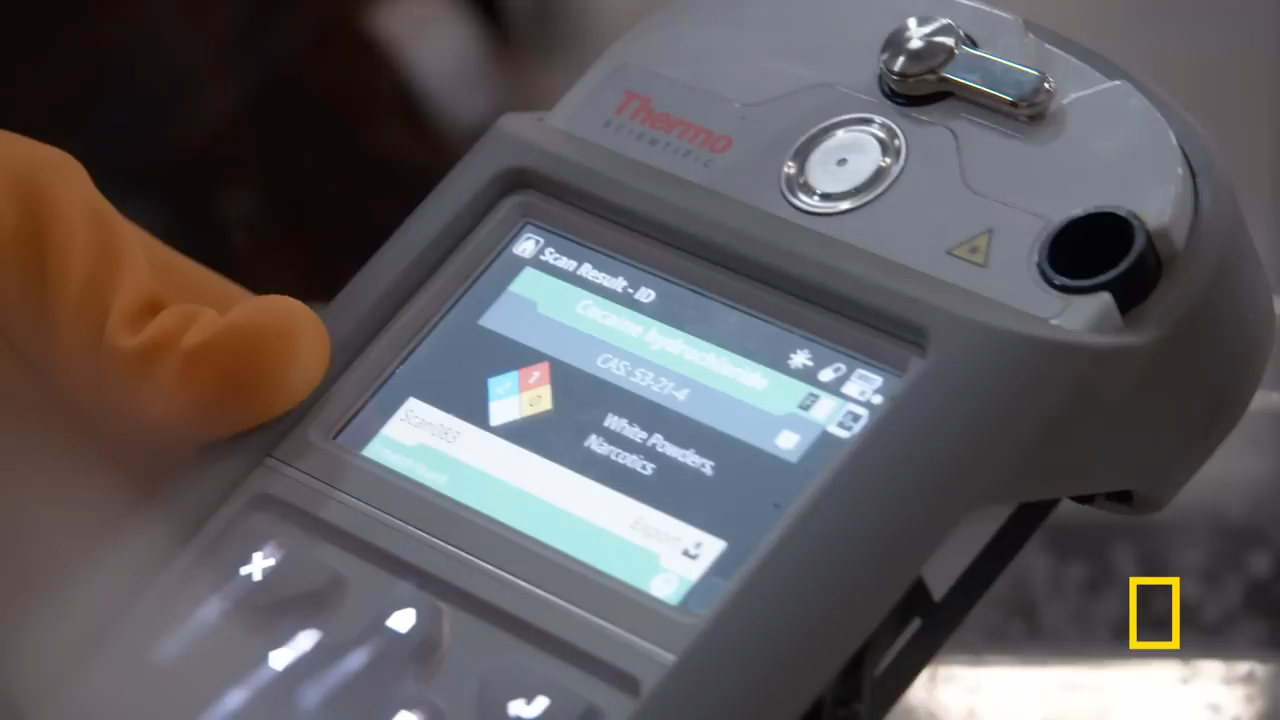 Thermo
SCIENTIFIC
Scan Result - ID
Cocaine hydrochloride
CAS: 53-21-4
White Powders,
Narcotics
Scan083
Export